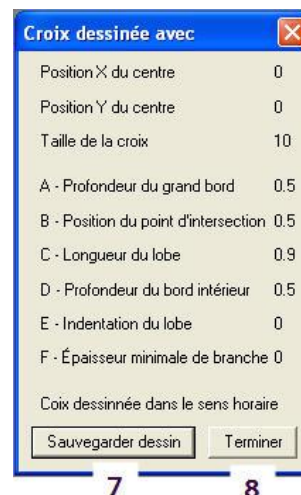 Croix dessinée avec
Position X du centre 0
Position Y du centre 0
Taille de la croix 10
A - Profondeur du grand bord 0.5
B - Position du point d'intersection 0.5
C - Longueur du lobe 0.9
D - Profondeur du bord intérieur 0.5
E - Indentation du lobe 0
F - Épaisseur minimale de branche 0
Coix dessinnée dans le sens horaire
Sauvegarder dessin Terminer
7 8